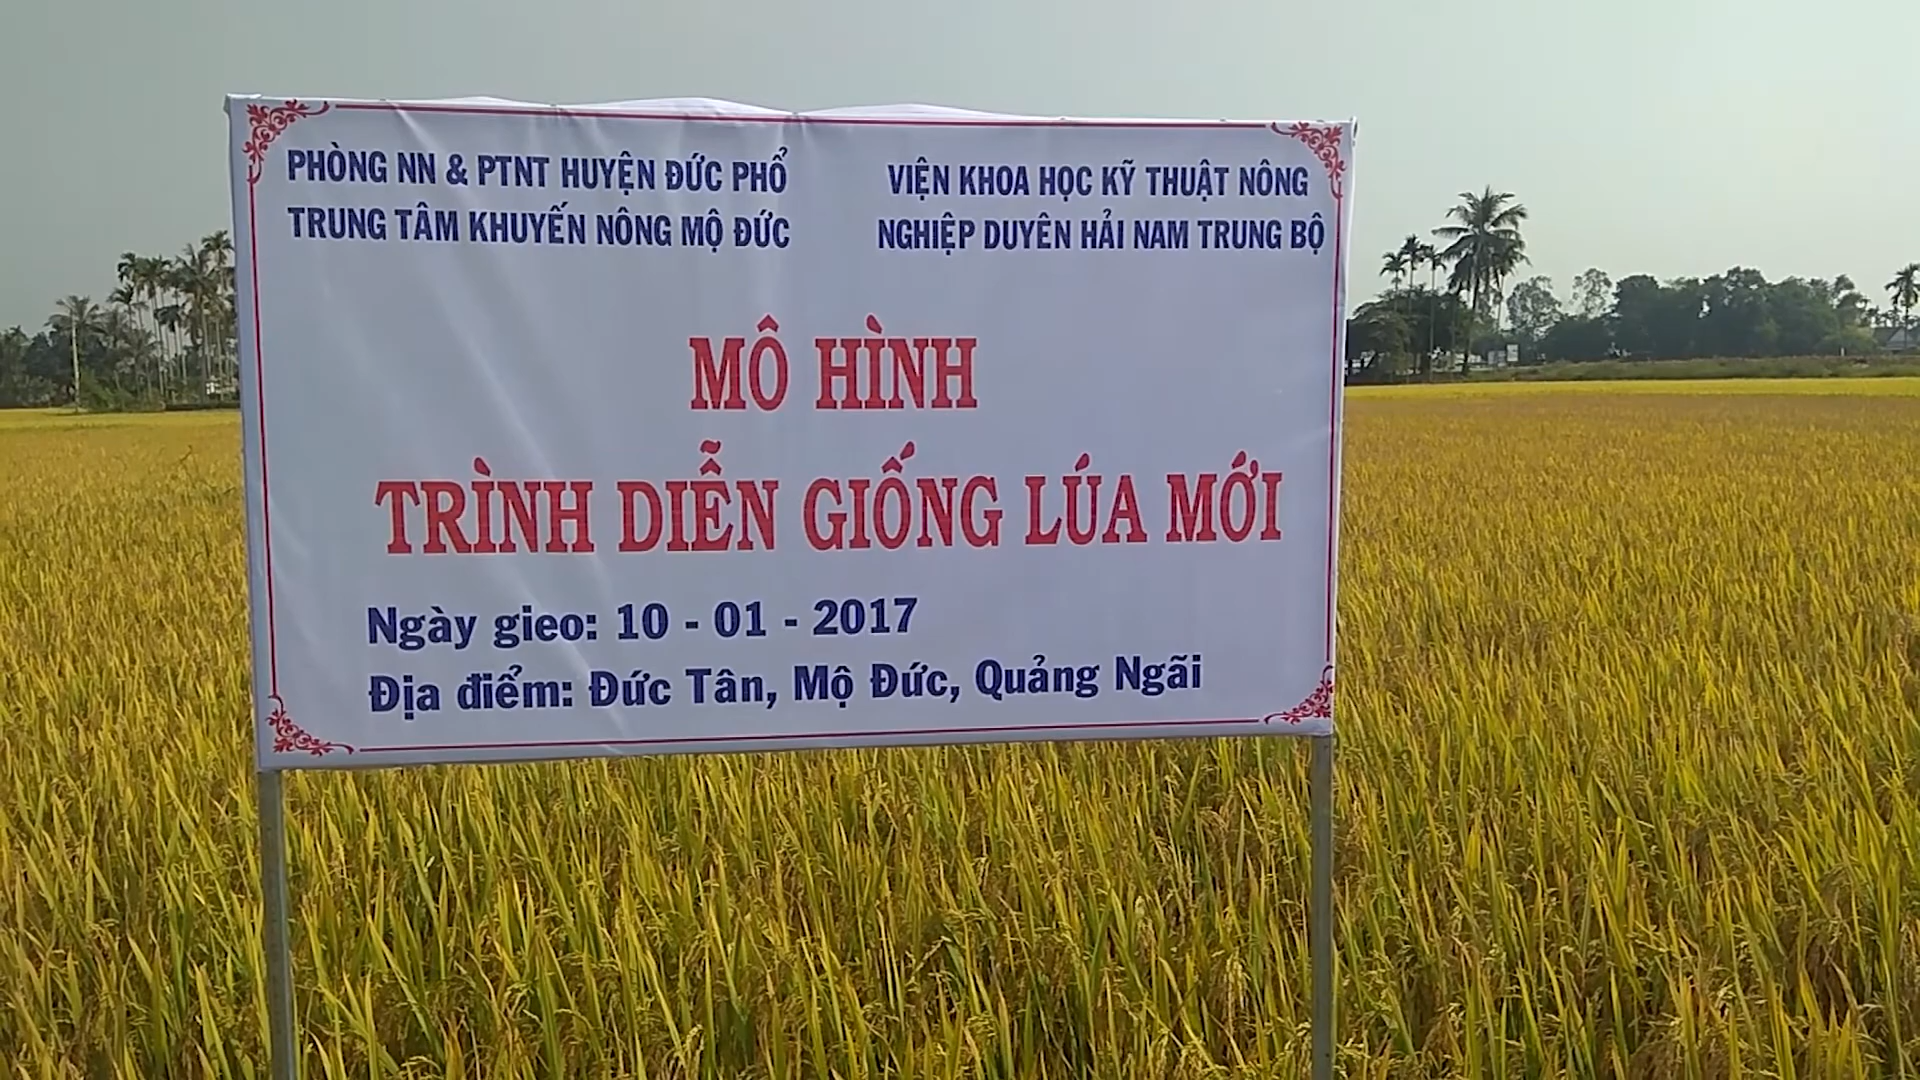 PHÒNG NN & PTNT HUYỆN ĐỨC PHỔ
TRUNG TÂM KHUYẾN NÔNG MỘ ĐỨC
VIỆN KHOA HỌC KỸ THUẬT NÔNG
NGHIỆP DUYÊN HẢI NAM TRUNG BỘ
MÔ HÌNH
TRÌNH DIỄN GIỐNG LÚA MỚI
Ngày gieo: 10 - 01 - 2017
Địa điểm: Đức Tân, Mộ Đức, Quảng Ngãi